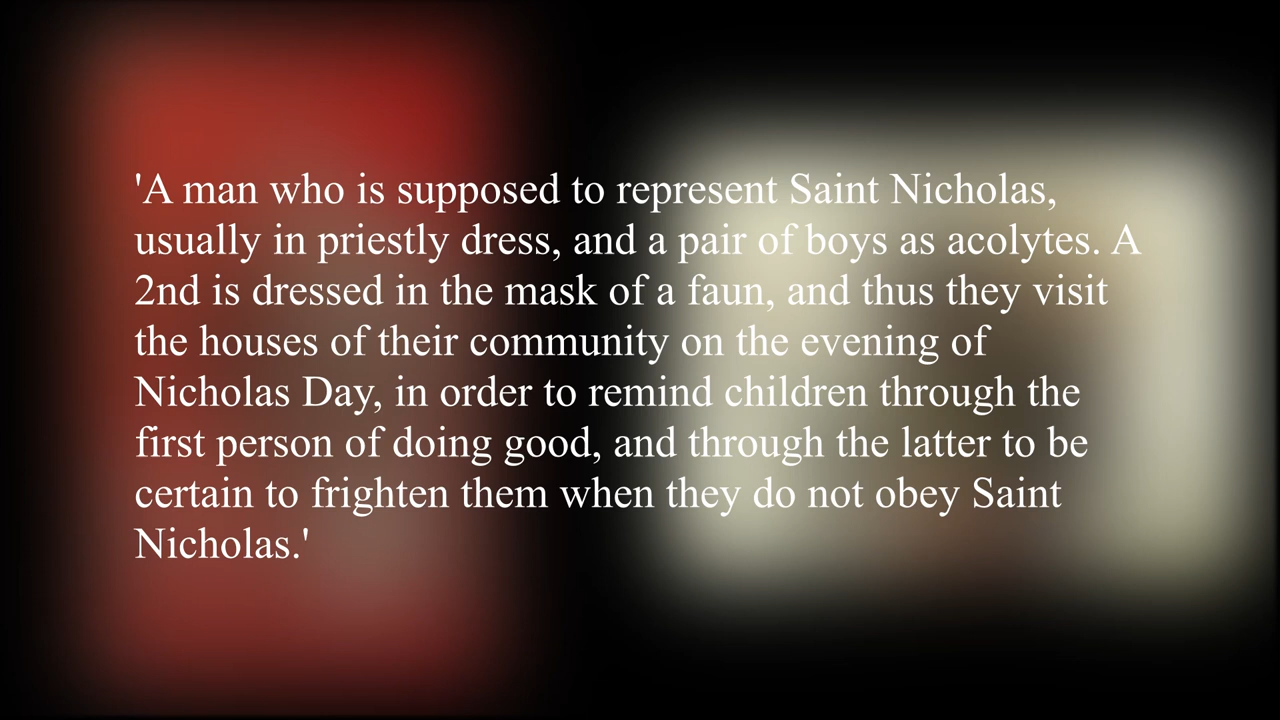 'A man who is supposed to represent Saint Nicholas,
usually in priestly dress, and a pair of boys as acolytes. A
2nd is dressed in the mask of a faun, and thus they visit
the houses of their community on the evening of
Nicholas Day, in order to remind children through the
first person of doing good, and through the latter to be
certain to frighten them when they do not obey Saint
Nicholas.'